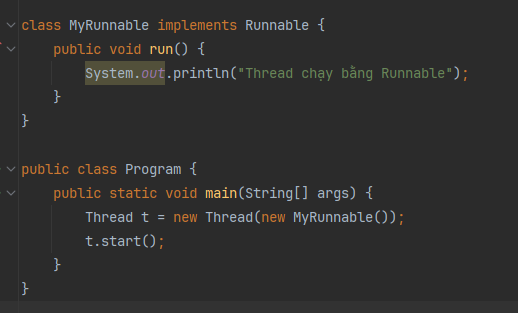 class MyRunnable implements Runnable {
    public void run() {
        System.out.println("Thread chạy bằng Runnable");
    }
}
public class Program {
    public static void main(String[] args) {
        Thread t = new Thread(new MyRunnable());
        t.start();
    }
}